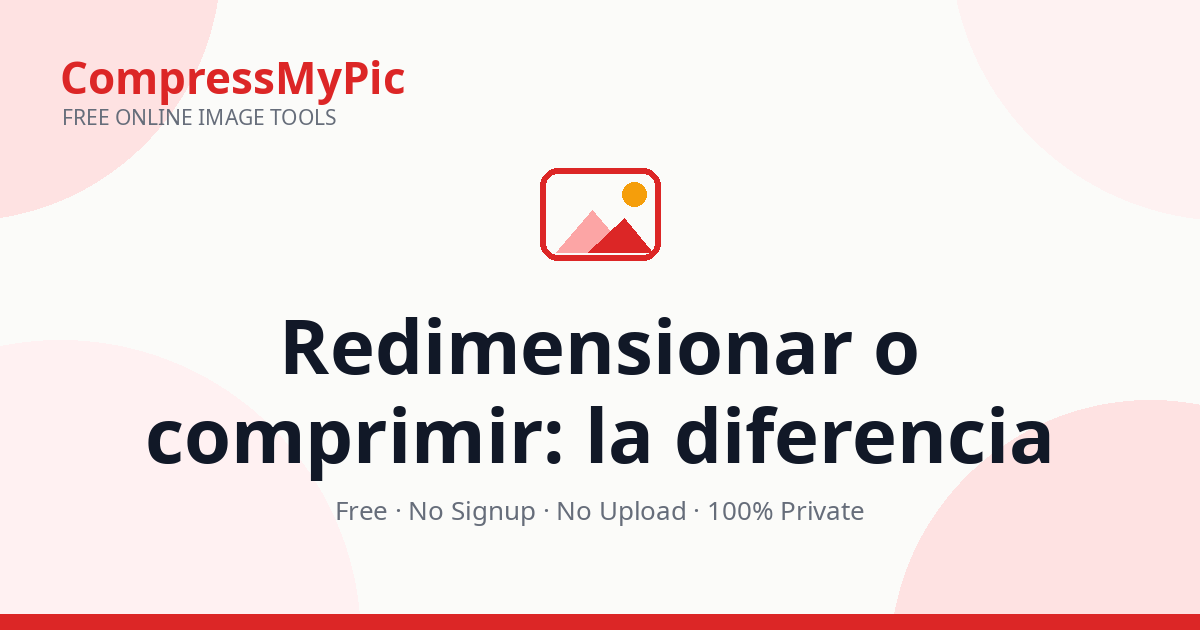 CompressMyPic
FREE ONLINE IMAGE TOOLS
Redimensionar o
comprimir: la diferencia
Free · No Signup · No Upload · 100% Private